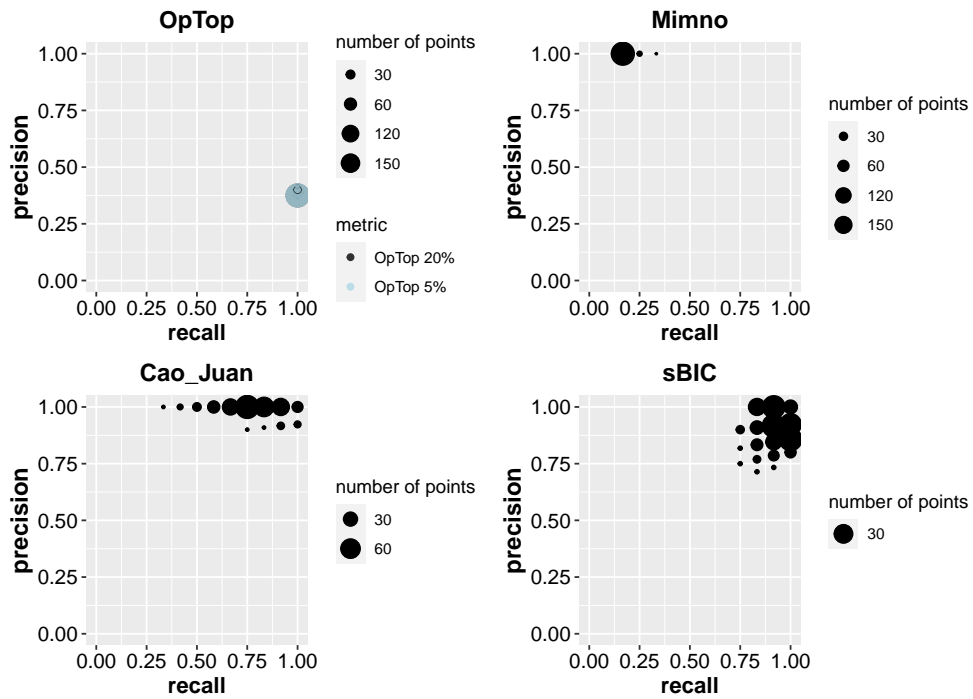 OpTop
1.00
0.75
0.50
0.25
0.00
precision
0.00 0.25 0.50 0.75 1.00
recall
number of points
30
60
120
150
metric
OpTop 20%
OpTop 5%
Mimno
1.00
0.75
0.50
0.25
0.00
precision
0.00 0.25 0.50 0.75 1.00
recall
number of points
30
60
120
150
Cao_Juan
1.00
0.75
0.50
0.25
0.00
precision
0.00 0.25 0.50 0.75 1.00
recall
number of points
30
60
sBIC
1.00
0.75
0.50
0.25
0.00
precision
0.00 0.25 0.50 0.75 1.00
recall
number of points
30